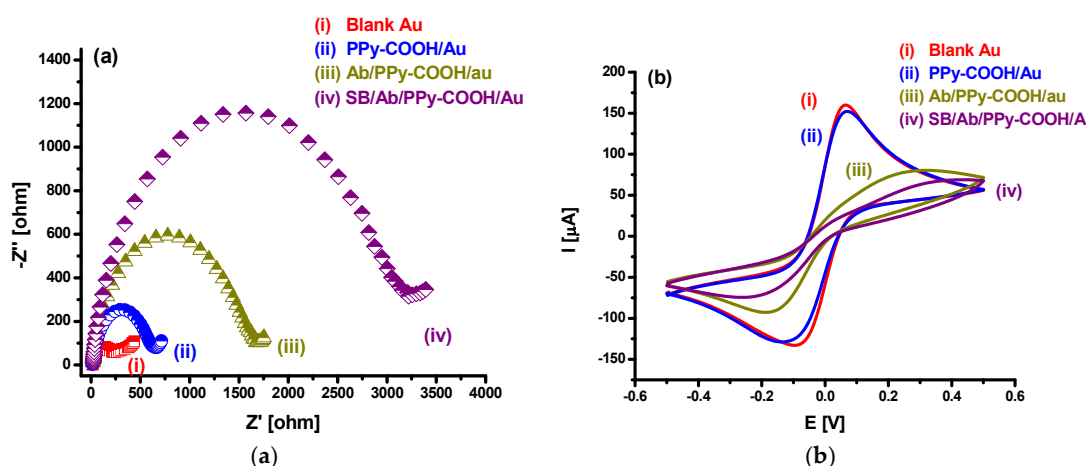 (i) Blank Au
(ii) PPy-COOH/Au
(iii) Ab/PPy-COOH/au
(iv) SB/Ab/PPy-COOH/Au
(a)
1400
1200
1000
800
600
400
200
0
-Z'' [ohm]
(i)
(ii)
(iii)
(iv)
0 500 1000 1500 2000 2500 3000 3500 4000
Z' [ohm]
(a)
(i) Blank Au
(ii) PPy-COOH/Au
(iii) Ab/PPy-COOH/au
(iv) SB/Ab/PPy-COOH/A
(b)
200
150
100
50
0
-50
-100
-150
I [µA]
(i)
(ii)
(iii)
(iv)
-0.6 -0.4 -0.2 0.0 0.2 0.4 0.6
E [V]
(b)